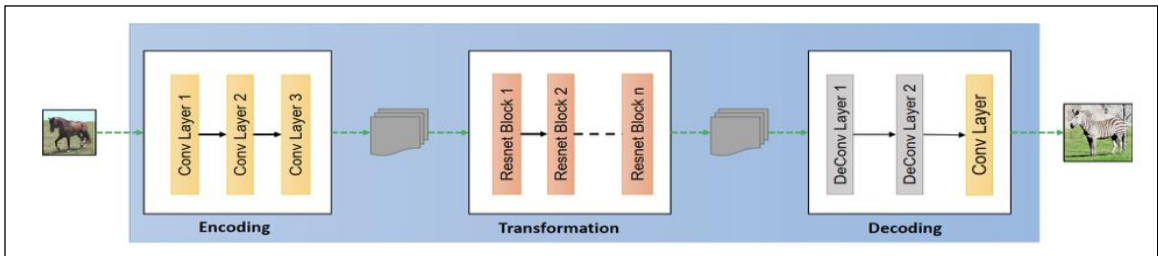 Conv Layer 1
Conv Layer 2
Conv Layer 3
Encoding
Resnet Block 1
Resnet Block 2
Resnet Block n
Transformation
DeConv Layer 1
DeConv Layer 2
Conv Layer
Decoding